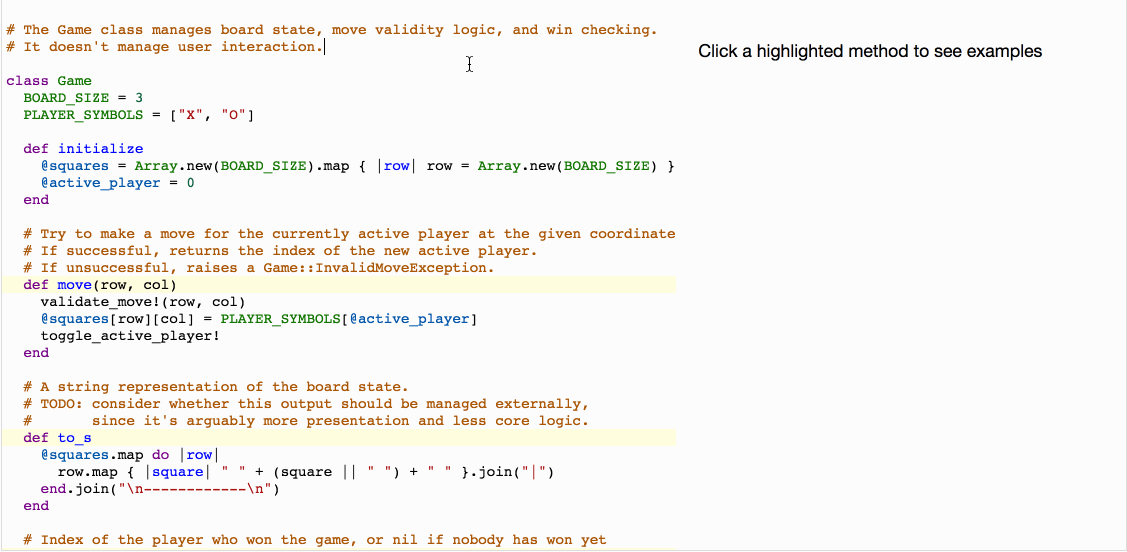 # The Game class manages board state, move validity logic, and win checking.
# It doesn't manage user interaction.
Click a highlighted method to see examples
class Game
  BOARD_SIZE = 3
  PLAYER_SYMBOLS = ["X", "O"]
  def initialize
    @squares = Array.new(BOARD_SIZE).map { |row| row = Array.new(BOARD_SIZE) }
    @active_player = 0
  end
  # Try to make a move for the currently active player at the given coordinate
  # If successful, returns the index of the new active player.
  # If unsuccessful, raises a Game::InvalidMoveException.
  def move(row, col)
    validate_move!(row, col)
    @squares[row][col] = PLAYER_SYMBOLS[@active_player]
    toggle_active_player!
  end
  # A string representation of the board state.
  # TODO: consider whether this output should be managed externally,
  #       since it's arguably more presentation and less core logic.
  def to_s
    @squares.map do |row|
      row.map { |square| " " + (square || " ") + " " }.join("|")
    end.join("\n------------\n")
  end
  # Index of the player who won the game, or nil if nobody has won yet